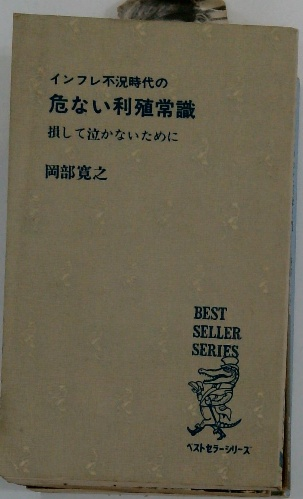 インフレ不況時代の
危ない利殖常識
損して泣かないために
岡部寛之
BEST
SELLER
SERIES
ベストセラーシリーズ